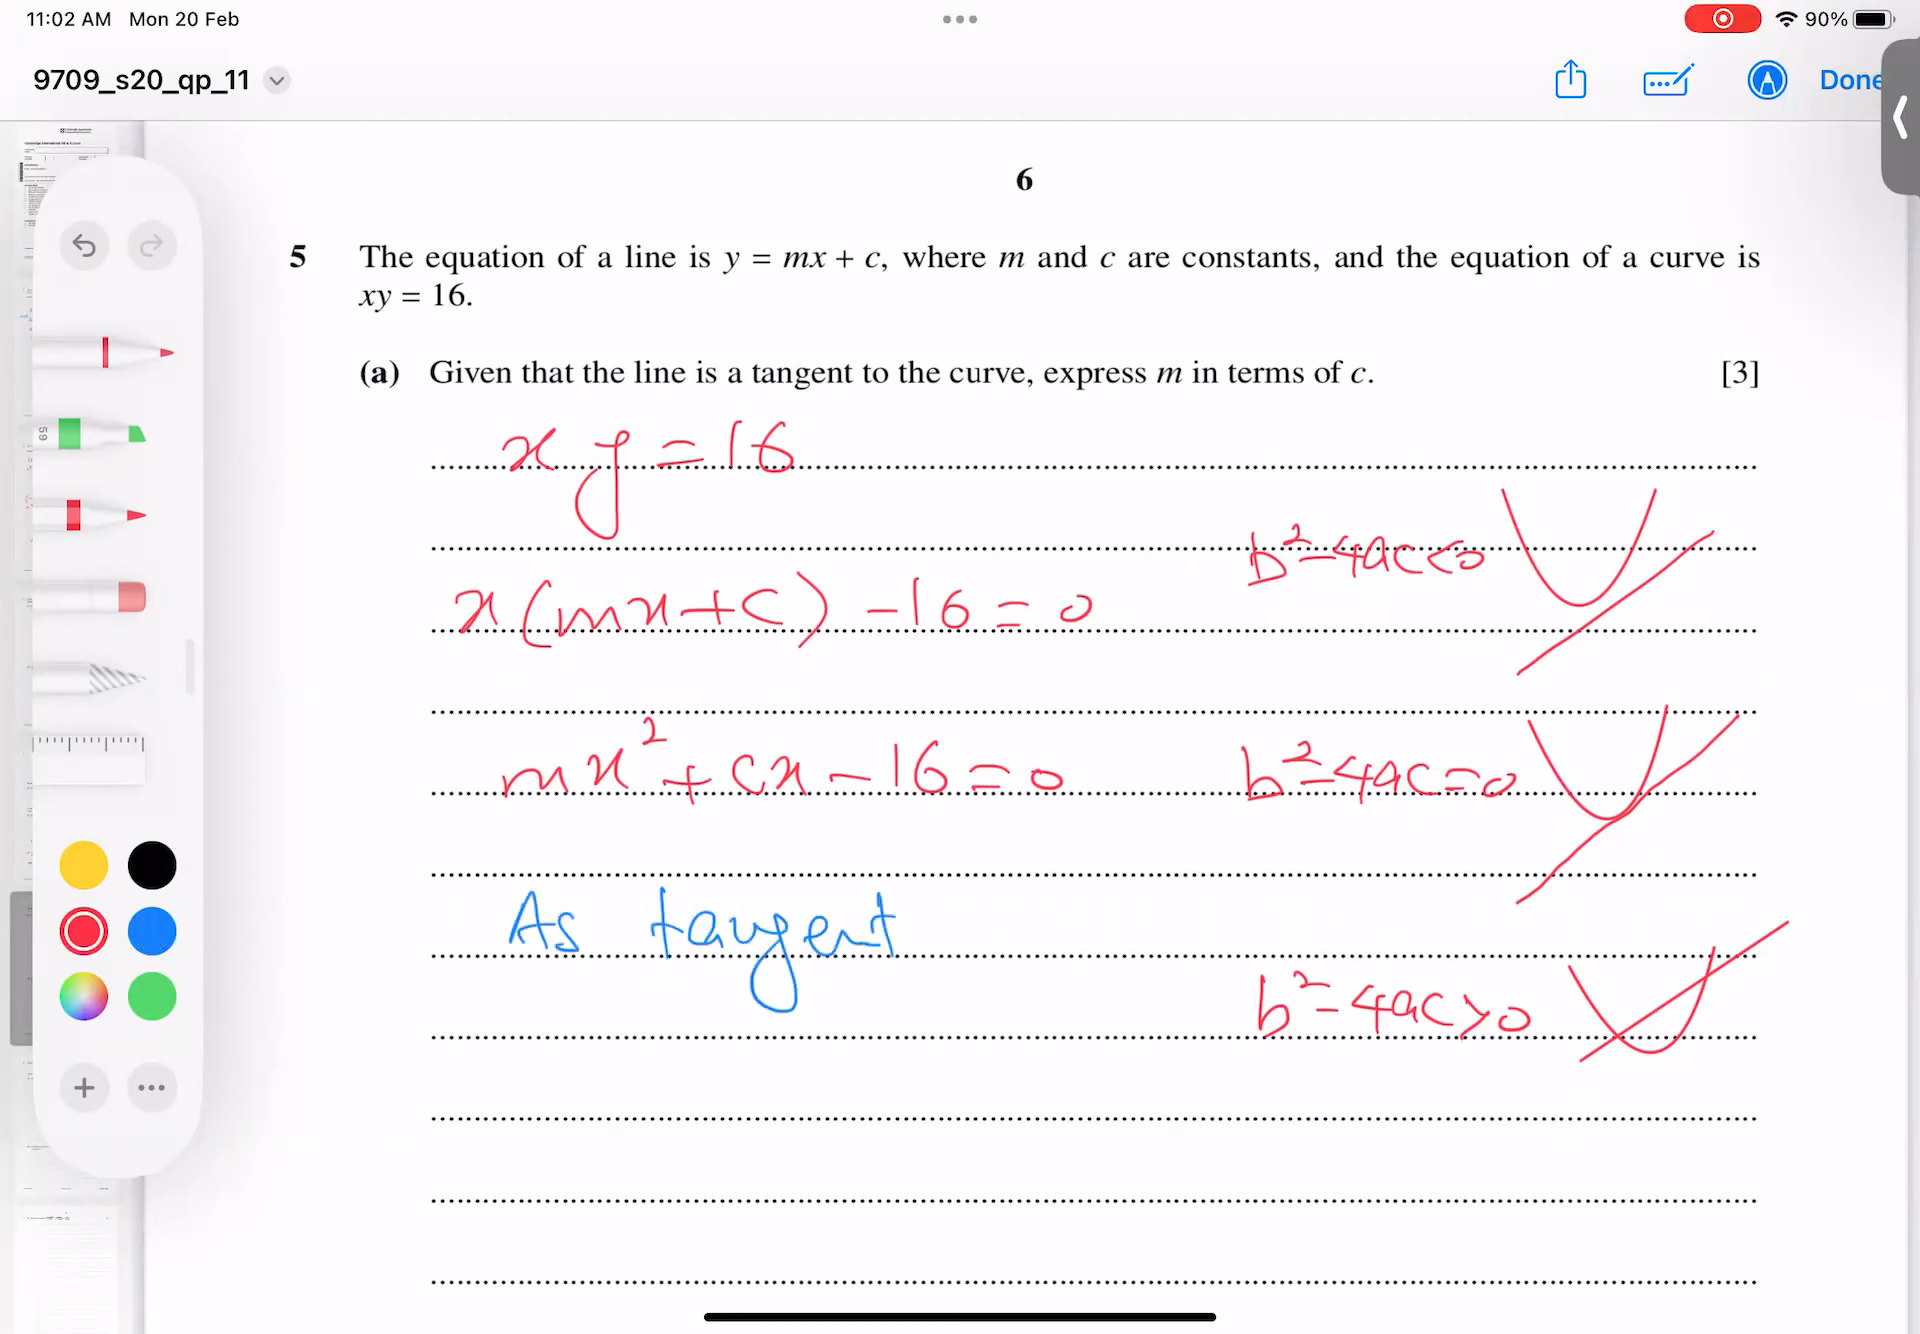 11:02 AM Mon 20 Feb
90%
9709_s20_qp_11
Done
6
5 The equation of a line is y = mx + c, where m and c are constants, and the equation of a curve is
xy = 16.
(a) Given that the line is a tangent to the curve, express m in terms of c. [3]
xy = 16
b² - 4ac < 0
x(mx + c) - 16 = 0
mx² + cx - 16 = 0
b² - 4ac = 0
As tangent
b² - 4ac > 0
59